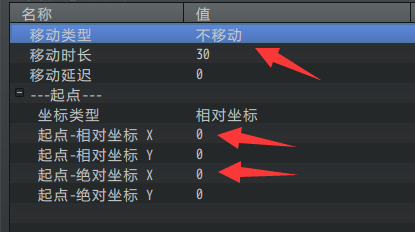 名称 值
移动类型 不移动
移动时长 30
移动延迟 0
---起点---
坐标类型 相对坐标
起点-相对坐标 X 0
起点-相对坐标 Y 0
起点-绝对坐标 X 0
起点-绝对坐标 Y 0